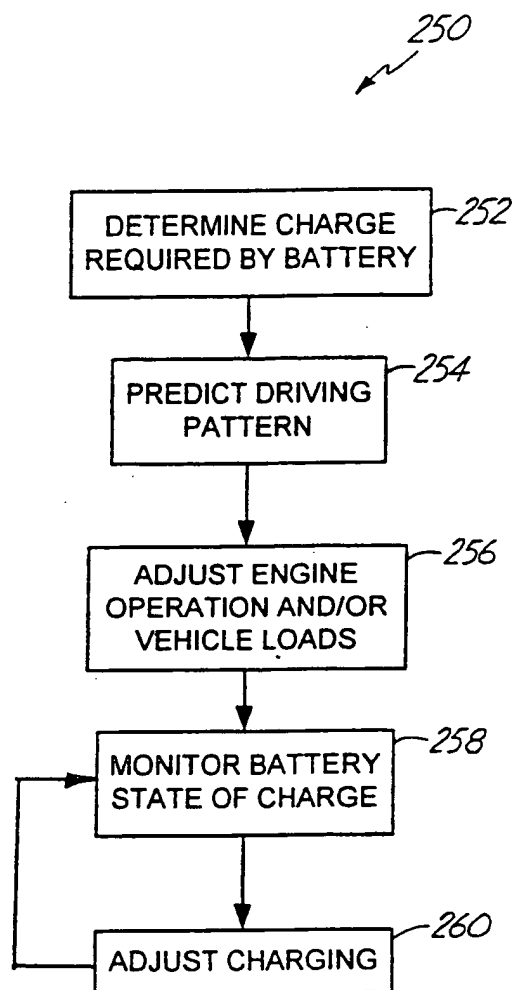 250
DETERMINE CHARGE
REQUIRED BY BATTERY
252
PREDICT DRIVING
PATTERN
254
ADJUST ENGINE
OPERATION AND/OR
VEHICLE LOADS
256
MONITOR BATTERY
STATE OF CHARGE
258
ADJUST CHARGING
260